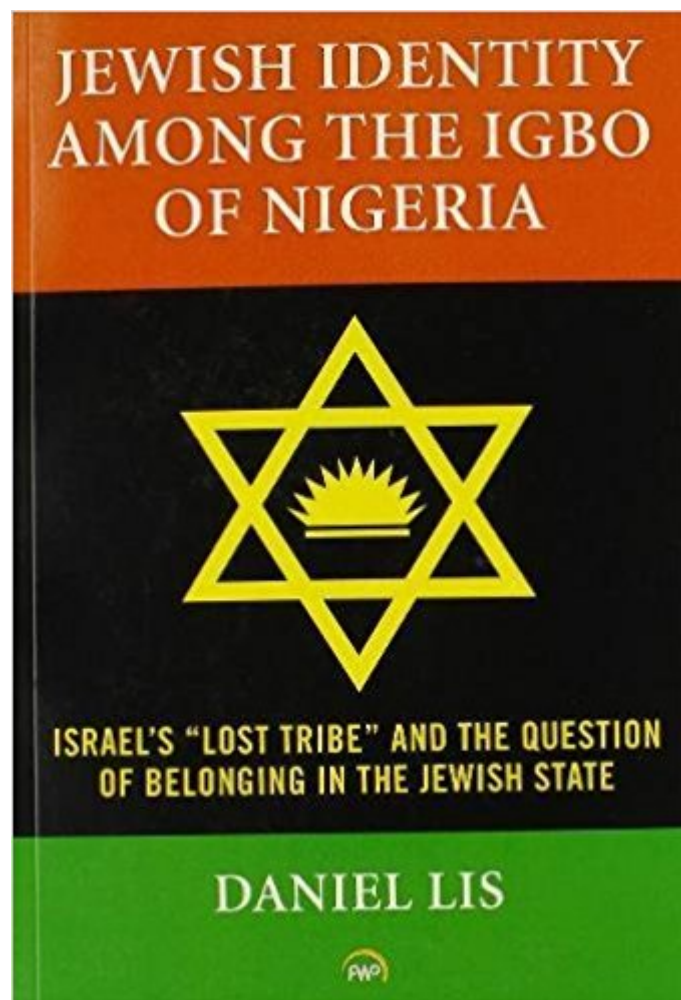 JEWISH IDENTITY
AMONG THE IGBO
OF NIGERIA
ISRAEL'S “LOST TRIBE” AND THE QUESTION
OF BELONGING IN THE JEWISH STATE
DANIEL LIS
AWP